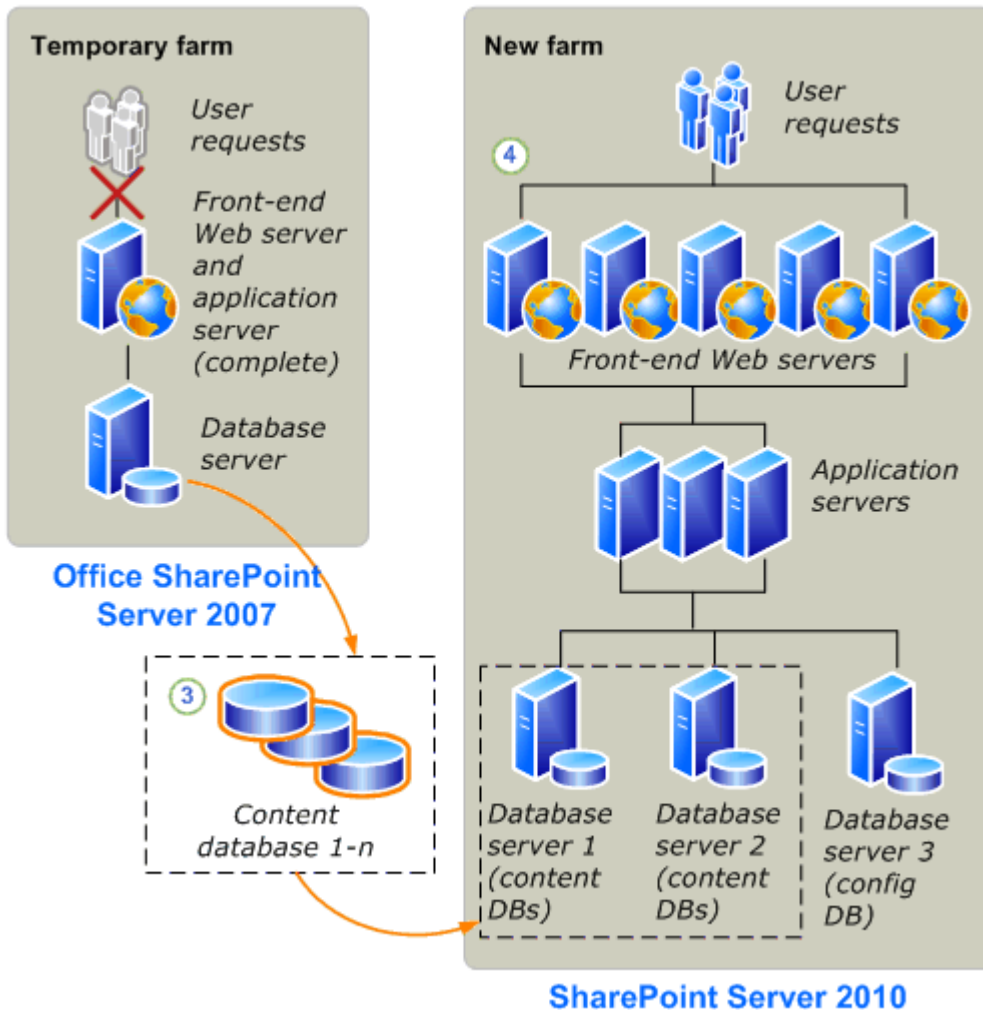 Temporary farm
User
requests
Front-end
Web server
and
application
server
(complete)
Database
server
Office SharePoint
Server 2007
3
Content
database 1-n
New farm
User
requests
4
Front-end Web servers
Application
servers
Database
server 1
(content
DBs)
Database
server 2
(content
DBs)
Database
server 3
(config
DB)
SharePoint Server 2010